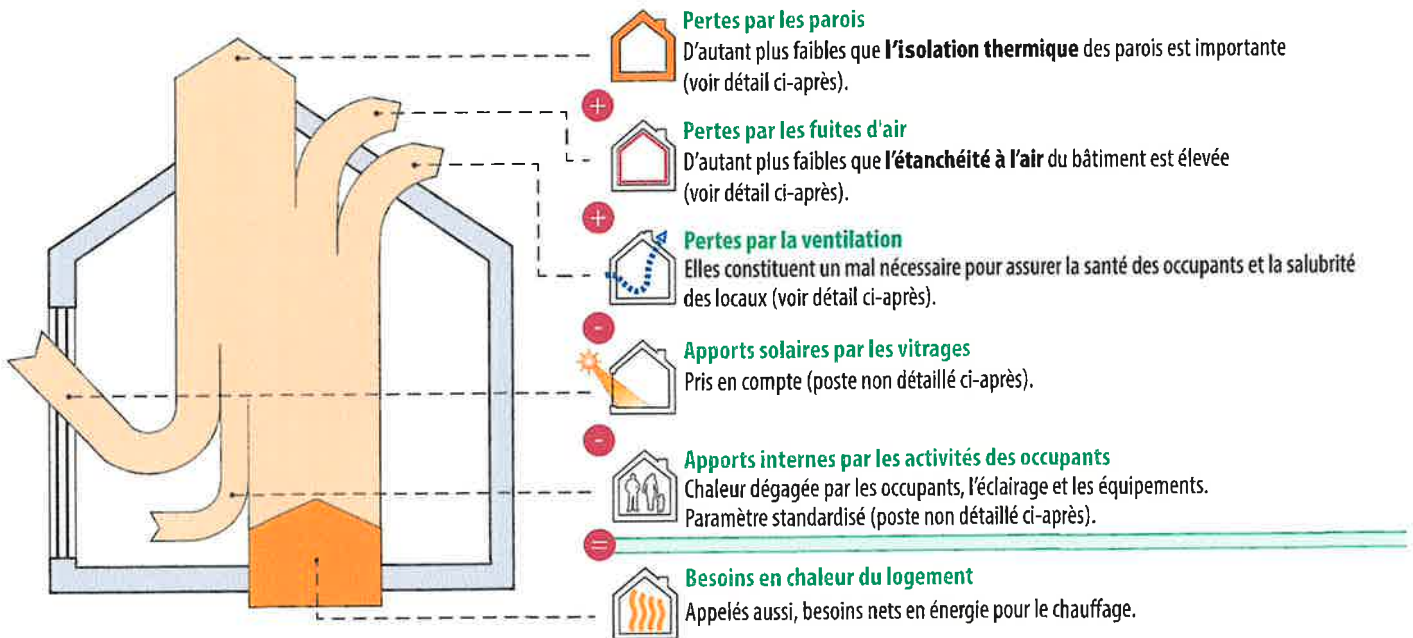 Pertes par les parois
D'autant plus faibles que l'isolation thermique des parois est importante
(voir détail ci-après).
+
Pertes par les fuites d'air
D'autant plus faibles que l'étanchéité à l'air du bâtiment est élevée
(voir détail ci-après).
+
Pertes par la ventilation
Elles constituent un mal nécessaire pour assurer la santé des occupants et la salubrité
des locaux (voir détail ci-après).
-
Apports solaires par les vitrages
Pris en compte (poste non détaillé ci-après).
-
Apports internes par les activités des occupants
Chaleur dégagée par les occupants, l'éclairage et les équipements.
Paramètre standardisé (poste non détaillé ci-après).
=
Besoins en chaleur du logement
Appelés aussi, besoins nets en énergie pour le chauffage.